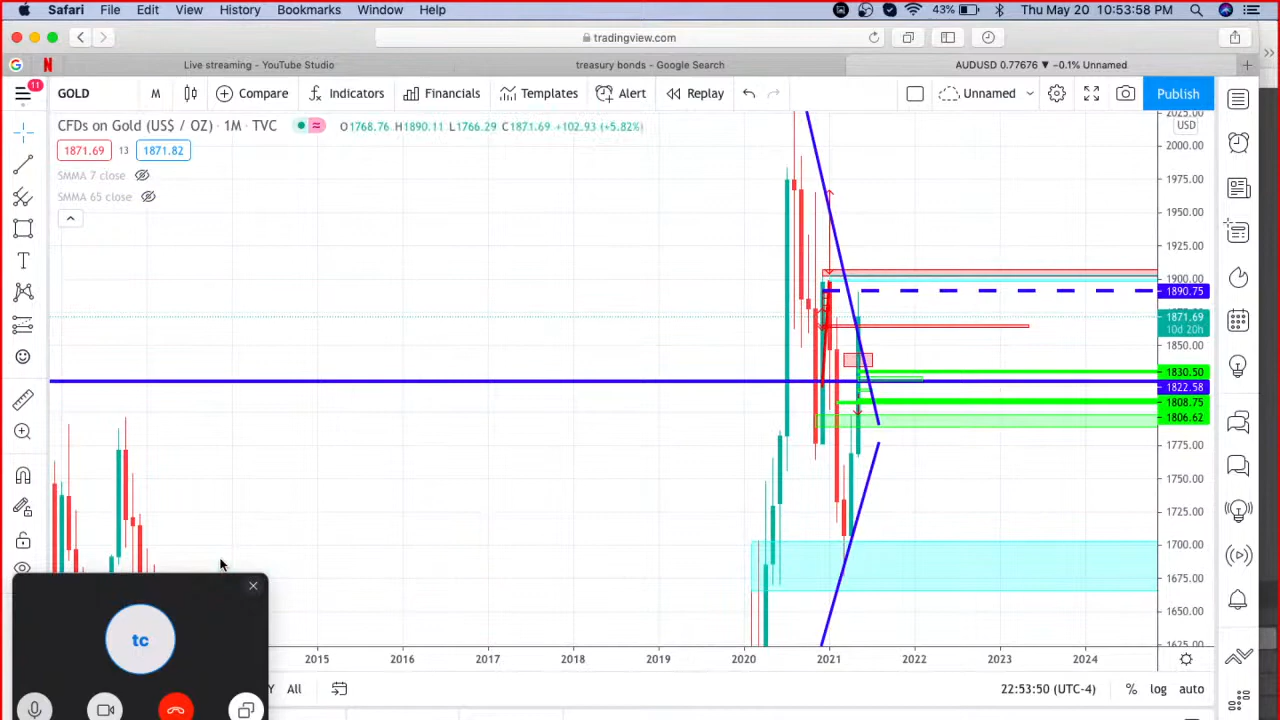 Safari File Edit View History Bookmarks Window Help 43% Thu May 20 10:53:58 PM
tradingview.com
G N Live streaming - YouTube Studio treasury bonds - Google Search AUDUSD 0.77676 ▼ −0.1% Unnamed
11 GOLD M Compare Indicators Financials Templates Alert Replay Unnamed Publish
CFDs on Gold (US$ / OZ) · 1M · TVC O1768.76 H1890.11 L1766.29 C1871.69 +102.93 (+5.82%)
USD
1871.69 13 1871.82
SMMA 7 close
SMMA 65 close
2025.00
2000.00
1975.00
1950.00
1925.00
1900.00
1890.75
1871.69
10d 20h
1850.00
1830.50
1822.58
1808.75
1806.62
1775.00
1750.00
1725.00
1700.00
1675.00
1650.00
1625.00
tc
2015 2016 2017 2018 2019 2020 2021 2022 2023 2024
Y All 22:53:50 (UTC-4) % log auto